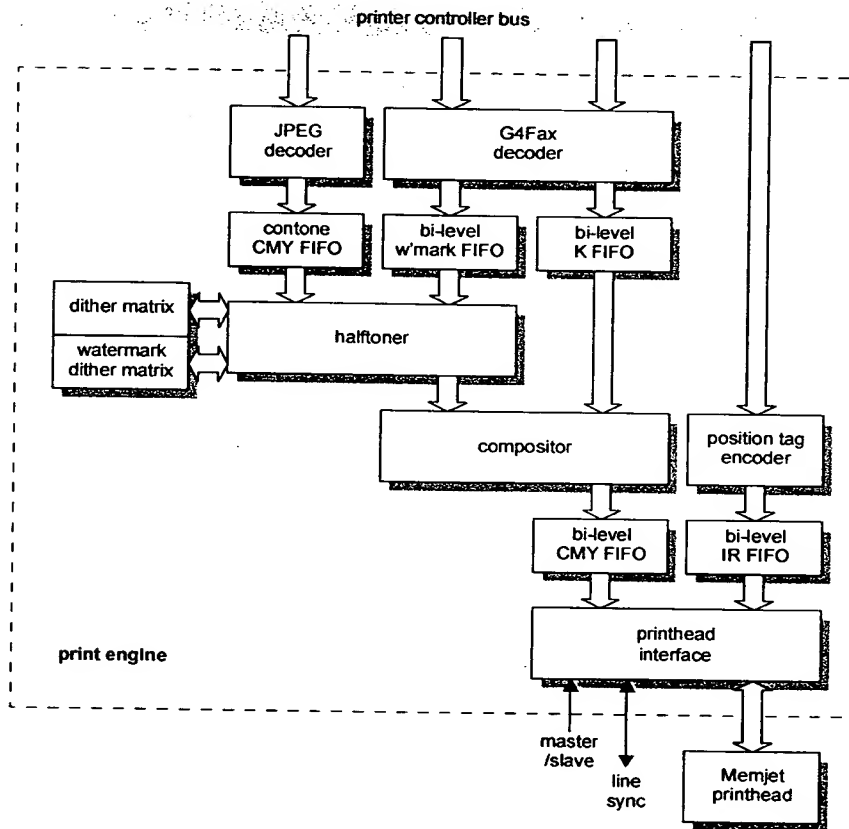 printer controller bus
JPEG
decoder
G4Fax
decoder
contone
CMY FIFO
bi-level
w'mark FIFO
bi-level
K FIFO
dither matrix
watermark
dither matrix
halftoner
compositor
position tag
encoder
bi-level
CMY FIFO
bi-level
IR FIFO
printhead
interface
print engine
master
/slave
line
sync
Memjet
printhead